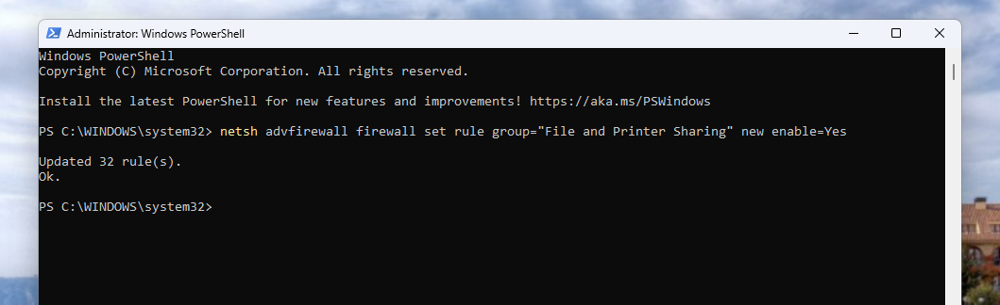 Administrator: Windows PowerShell
Windows PowerShell
Copyright (C) Microsoft Corporation. All rights reserved.
Install the latest PowerShell for new features and improvements! https://aka.ms/PSWindows
PS C:\WINDOWS\system32> netsh advfirewall firewall set rule group="File and Printer Sharing" new enable=Yes
Updated 32 rule(s).
Ok.
PS C:\WINDOWS\system32>